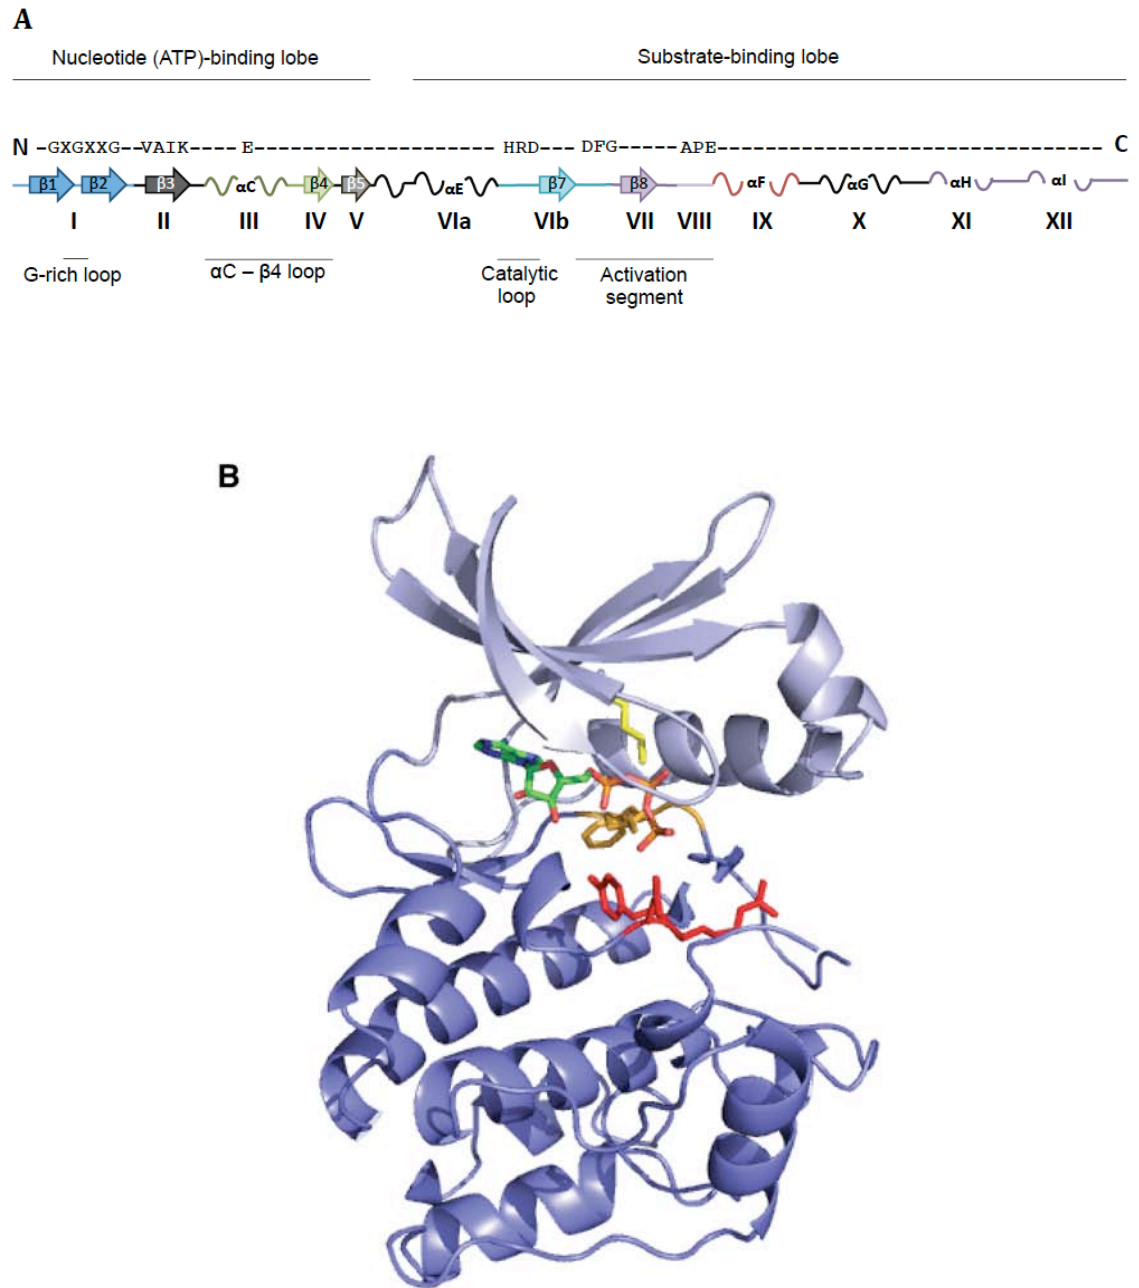 A
Nucleotide (ATP)-binding lobe Substrate-binding lobe
N -GXGXXG--VAIK---- E---------------------HRD--- DFG-----APE------------------------------------ C
β1 β2 β3 αC β4 β5 αE β7 β8 αF αG αH αI
I II III IV V VIa VIb VII VIII IX X XI XII
G-rich loop αC – β4 loop Catalytic loop Activation segment
B